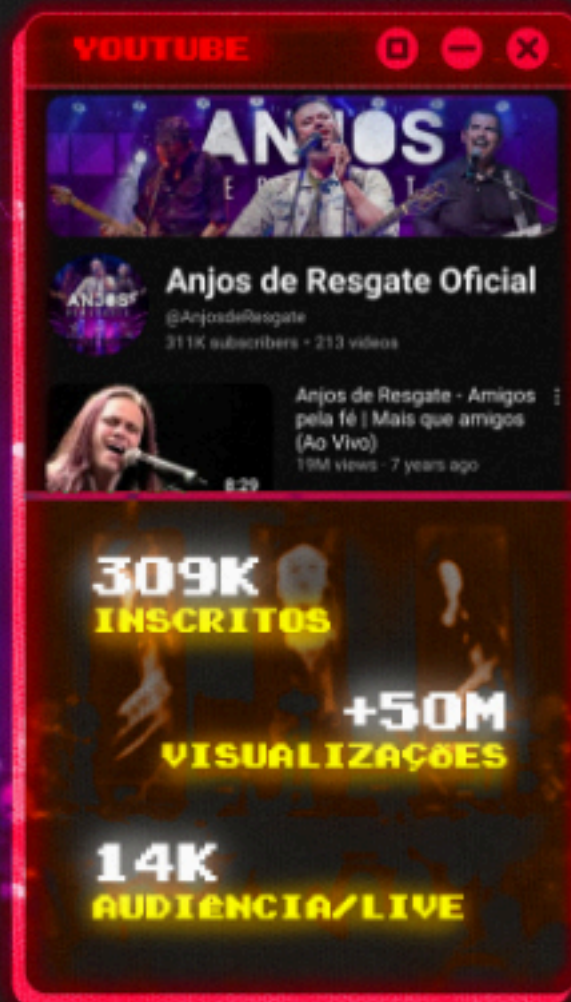 YOUTUBE
ANJOS
Anjos de Resgate Oficial
@AnjosdeResgate
311K subscribers • 213 videos
Anjos de Resgate - Amigos
pela fé | Mais que amigos
(Ao Vivo)
19M views · 7 years ago
8:29
309K
INSCRITOS
+50M
VISUALIZAÇÕES
14K
AUDIÊNCIA/LIVE